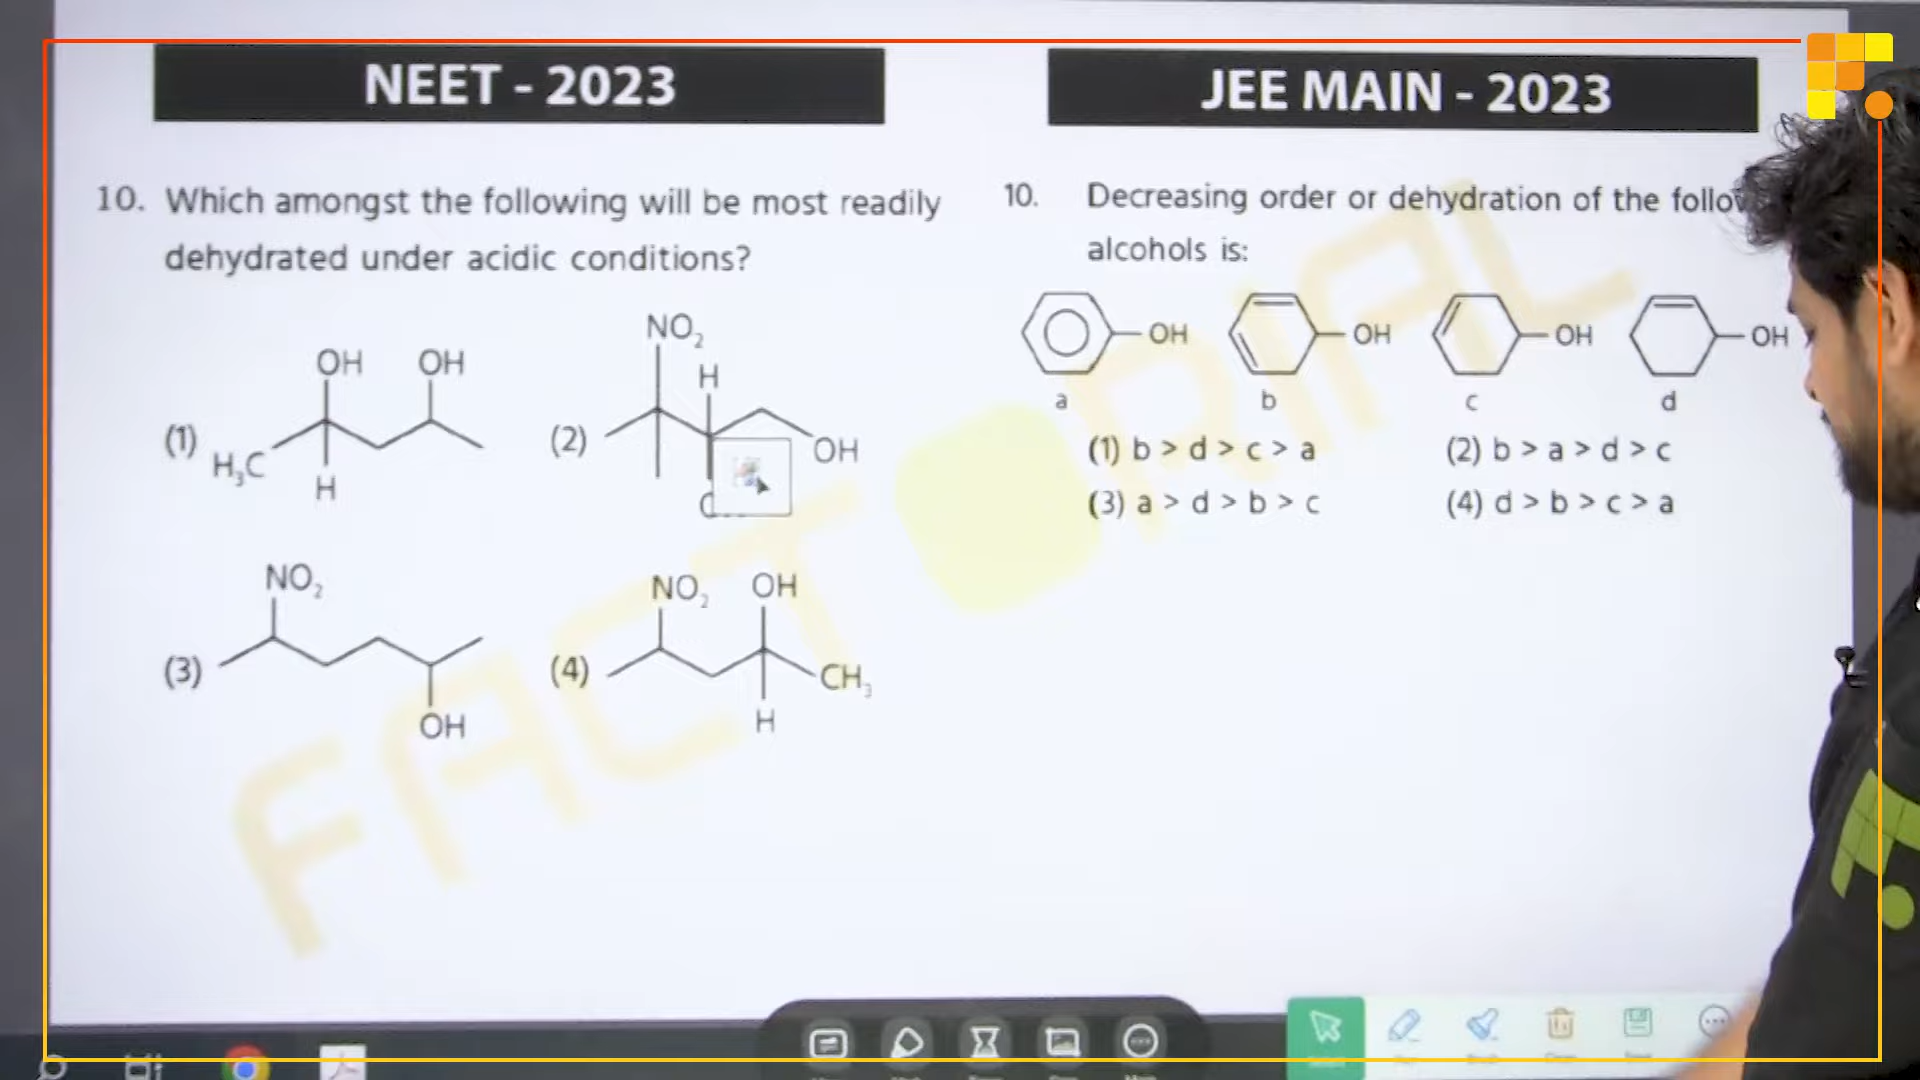 NEET - 2023
10. Which amongst the following will be most readily
dehydrated under acidic conditions?
OH OH
(1) H₃C
H
NO₂
H
(2) OH
NO₂
(3)
OH
NO₂ OH
(4) CH₃
H
JEE MAIN - 2023
10. Decreasing order or dehydration of the
alcohols is:
OH OH OH OH
a b c d
(1) b > d > c > a (2) b > a > d > c
(3) a > d > b > c (4) d > b > c > a